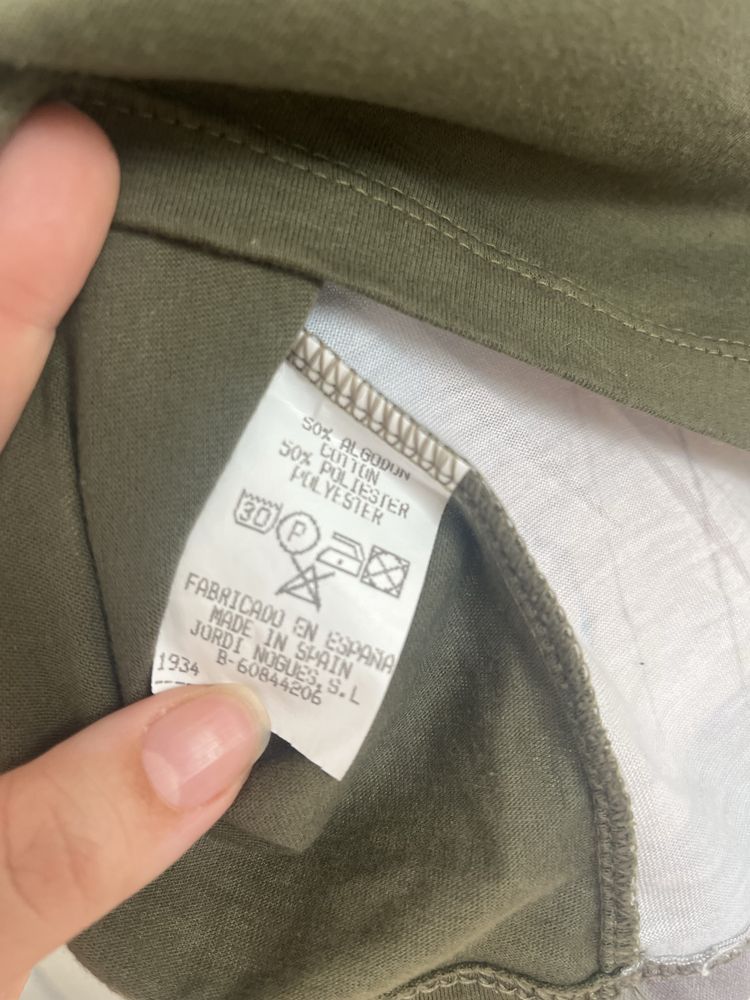 50% ALGODON
COTTON
50% POLIESTER
POLYESTER
30 P
FABRICADO EN ESPAÑA
MADE IN SPAIN
JORDI NOGUES, S.L
1934 B-60844206